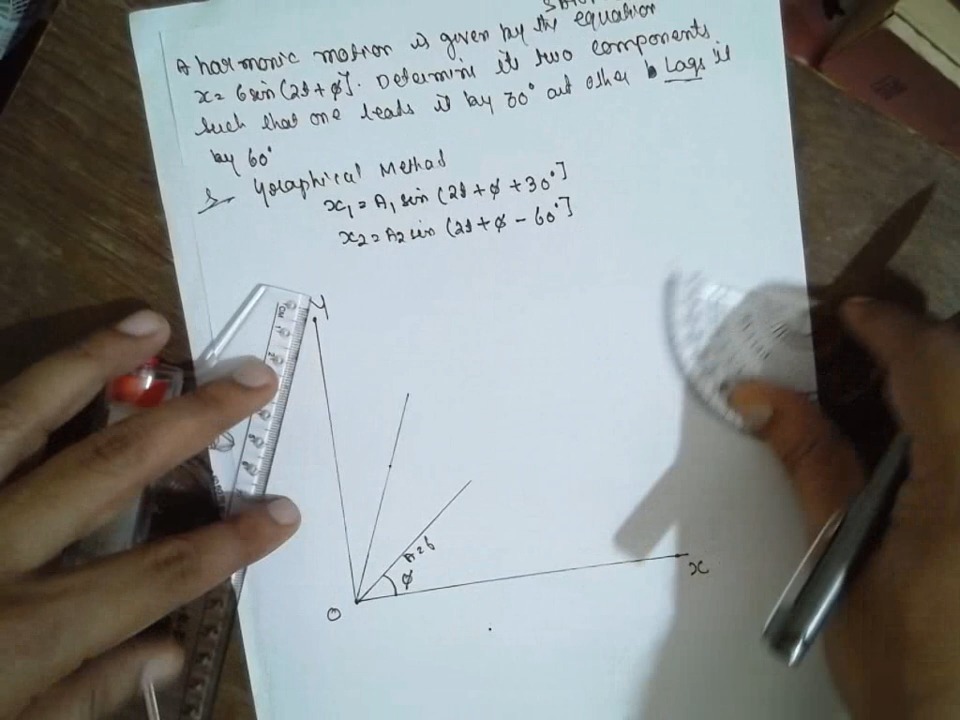 A harmonic motion is given by the equation
x = 6 sin (2t + φ]. Determine it two components
such that one leads it by 30° and other Lags it
by 60°
S. Graphical Method
x₁ = A₁ sin (2t + φ + 30°]
x₂ = A₂ sin (2t + φ - 60°]
y
A = 6
φ
x
O